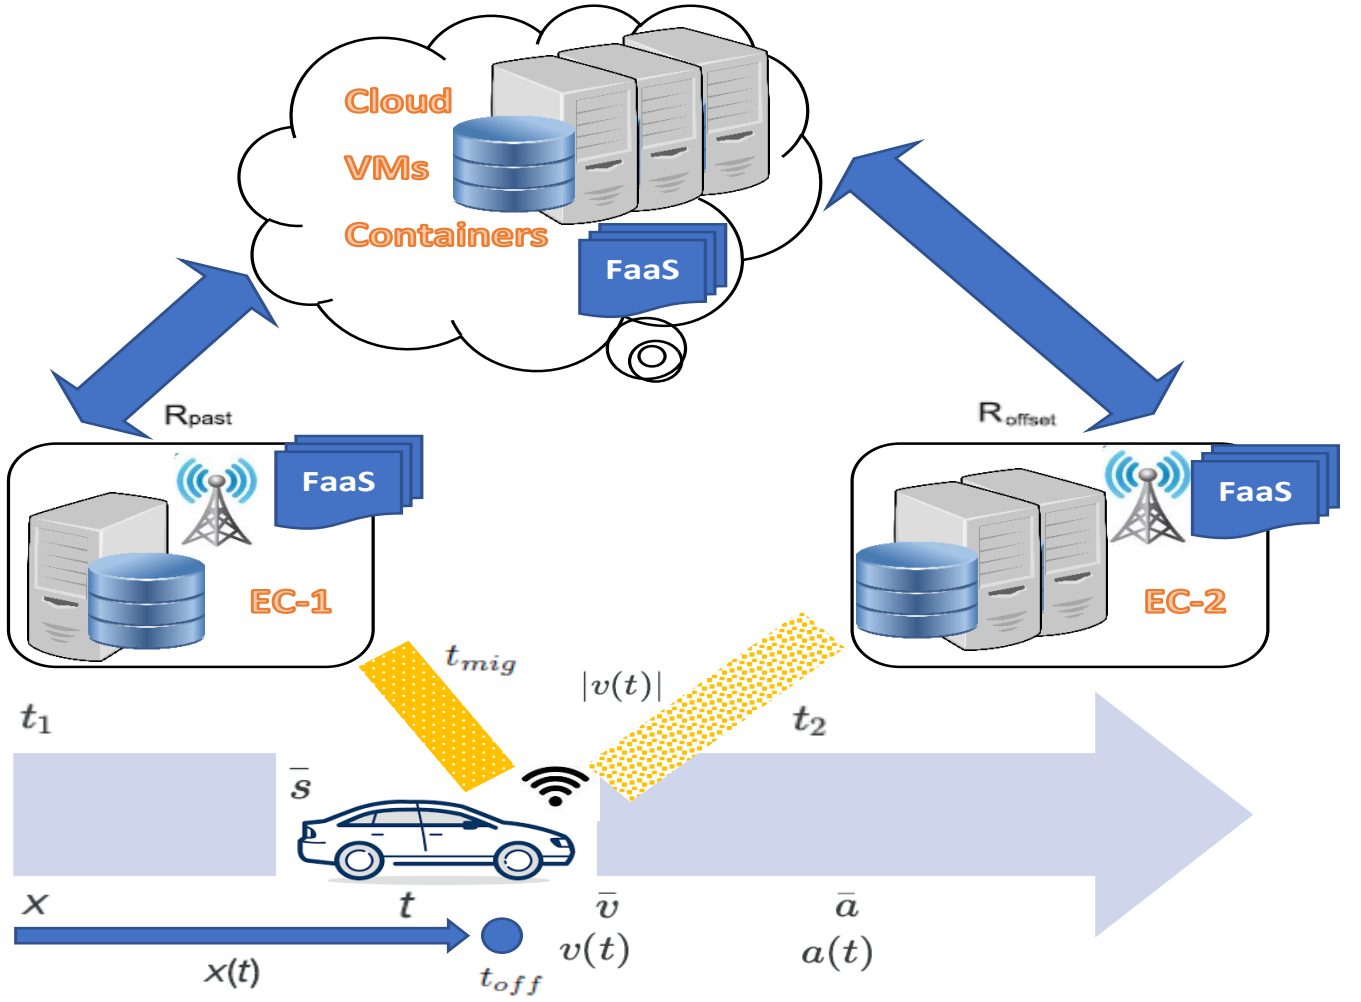 Cloud
VMs
Containers
FaaS
Rpast
Roffset
FaaS
FaaS
EC-1
EC-2
tmig
|v(t)|
t1
t2
s̅
x
t
v̅
a̅
x(t)
toff
v(t)
a(t)